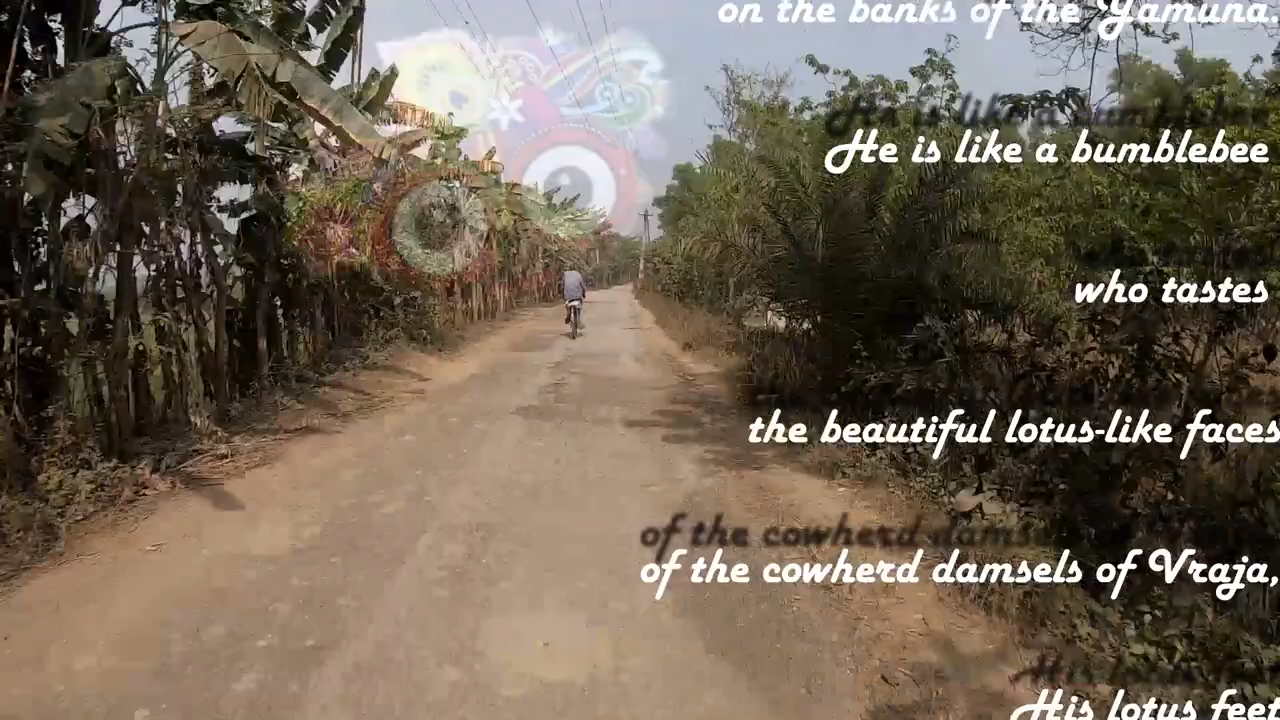 on the banks of the Yamuna.
He is like a bumblebee
who tastes
the beautiful lotus-like faces
of the cowherd damsels of Vraja,
His lotus feet